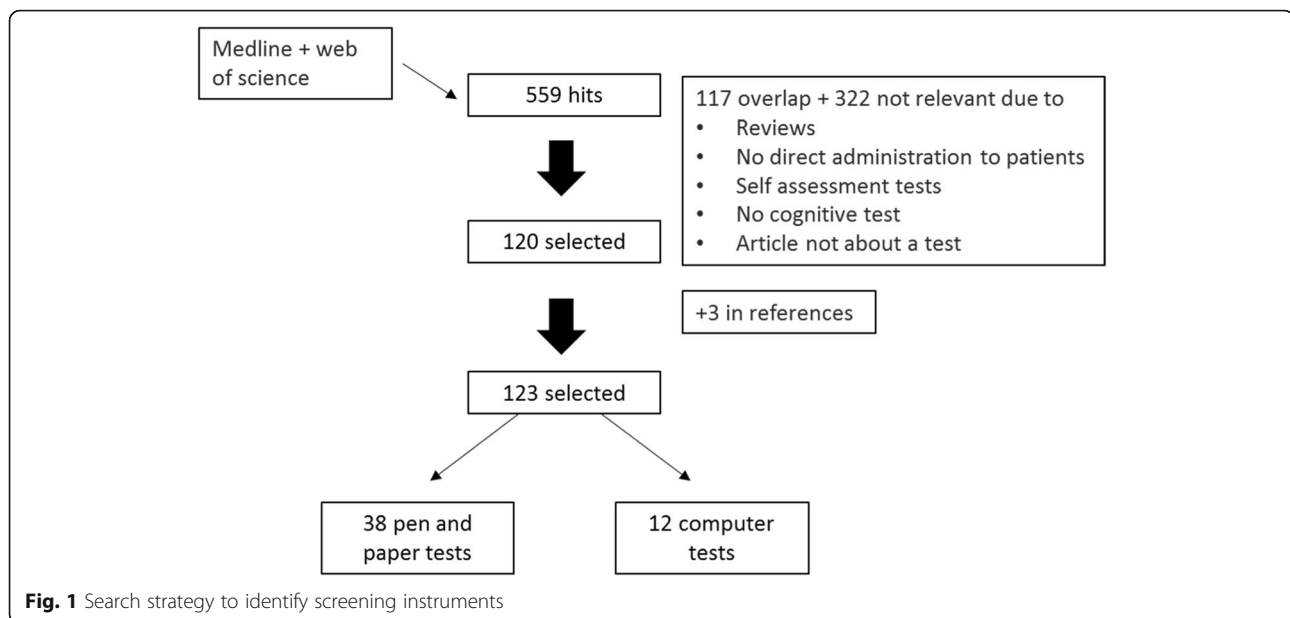 Medline + web
of science
559 hits
117 overlap + 322 not relevant due to
• Reviews
• No direct administration to patients
• Self assessment tests
• No cognitive test
• Article not about a test
120 selected
+3 in references
123 selected
38 pen and
paper tests
12 computer
tests
Fig. 1 Search strategy to identify screening instruments